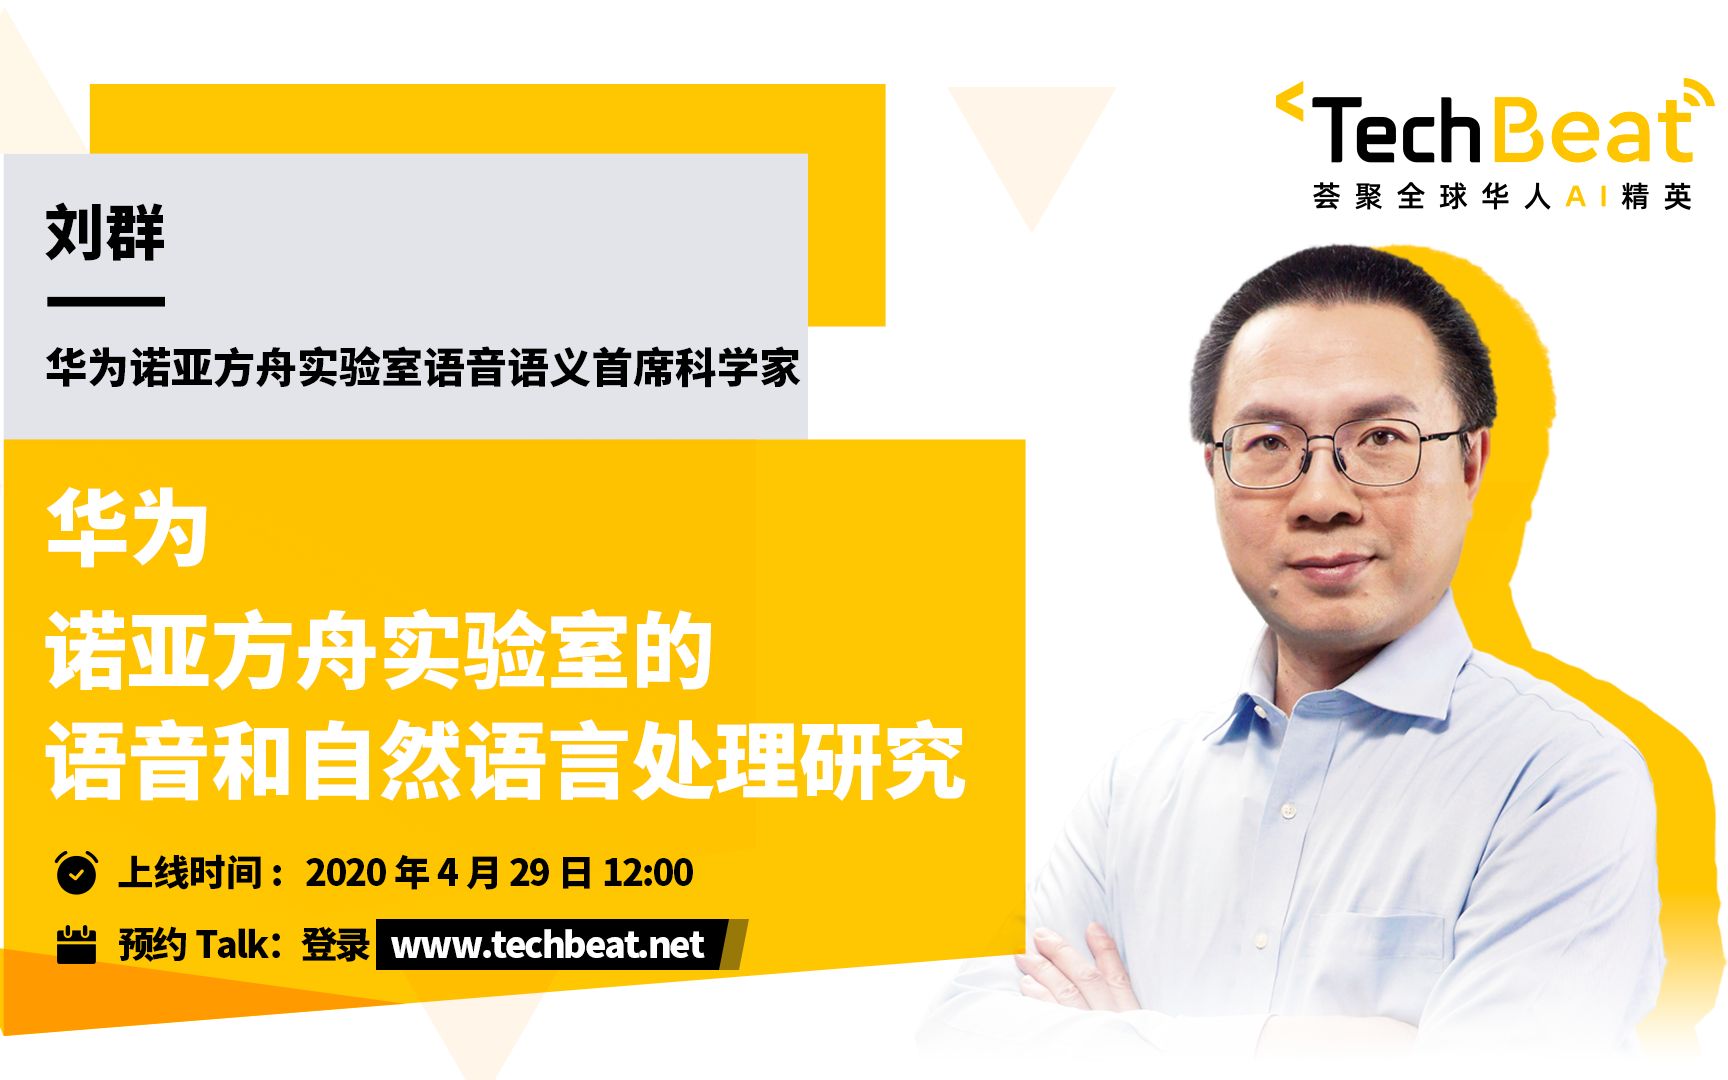 TechBeat
荟聚全球华人AI精英
刘群
华为诺亚方舟实验室语音语义首席科学家
华为
诺亚方舟实验室的
语音和自然语言处理研究
上线时间： 2020 年 4 月 29 日 12:00
预约 Talk： 登录 www.techbeat.net